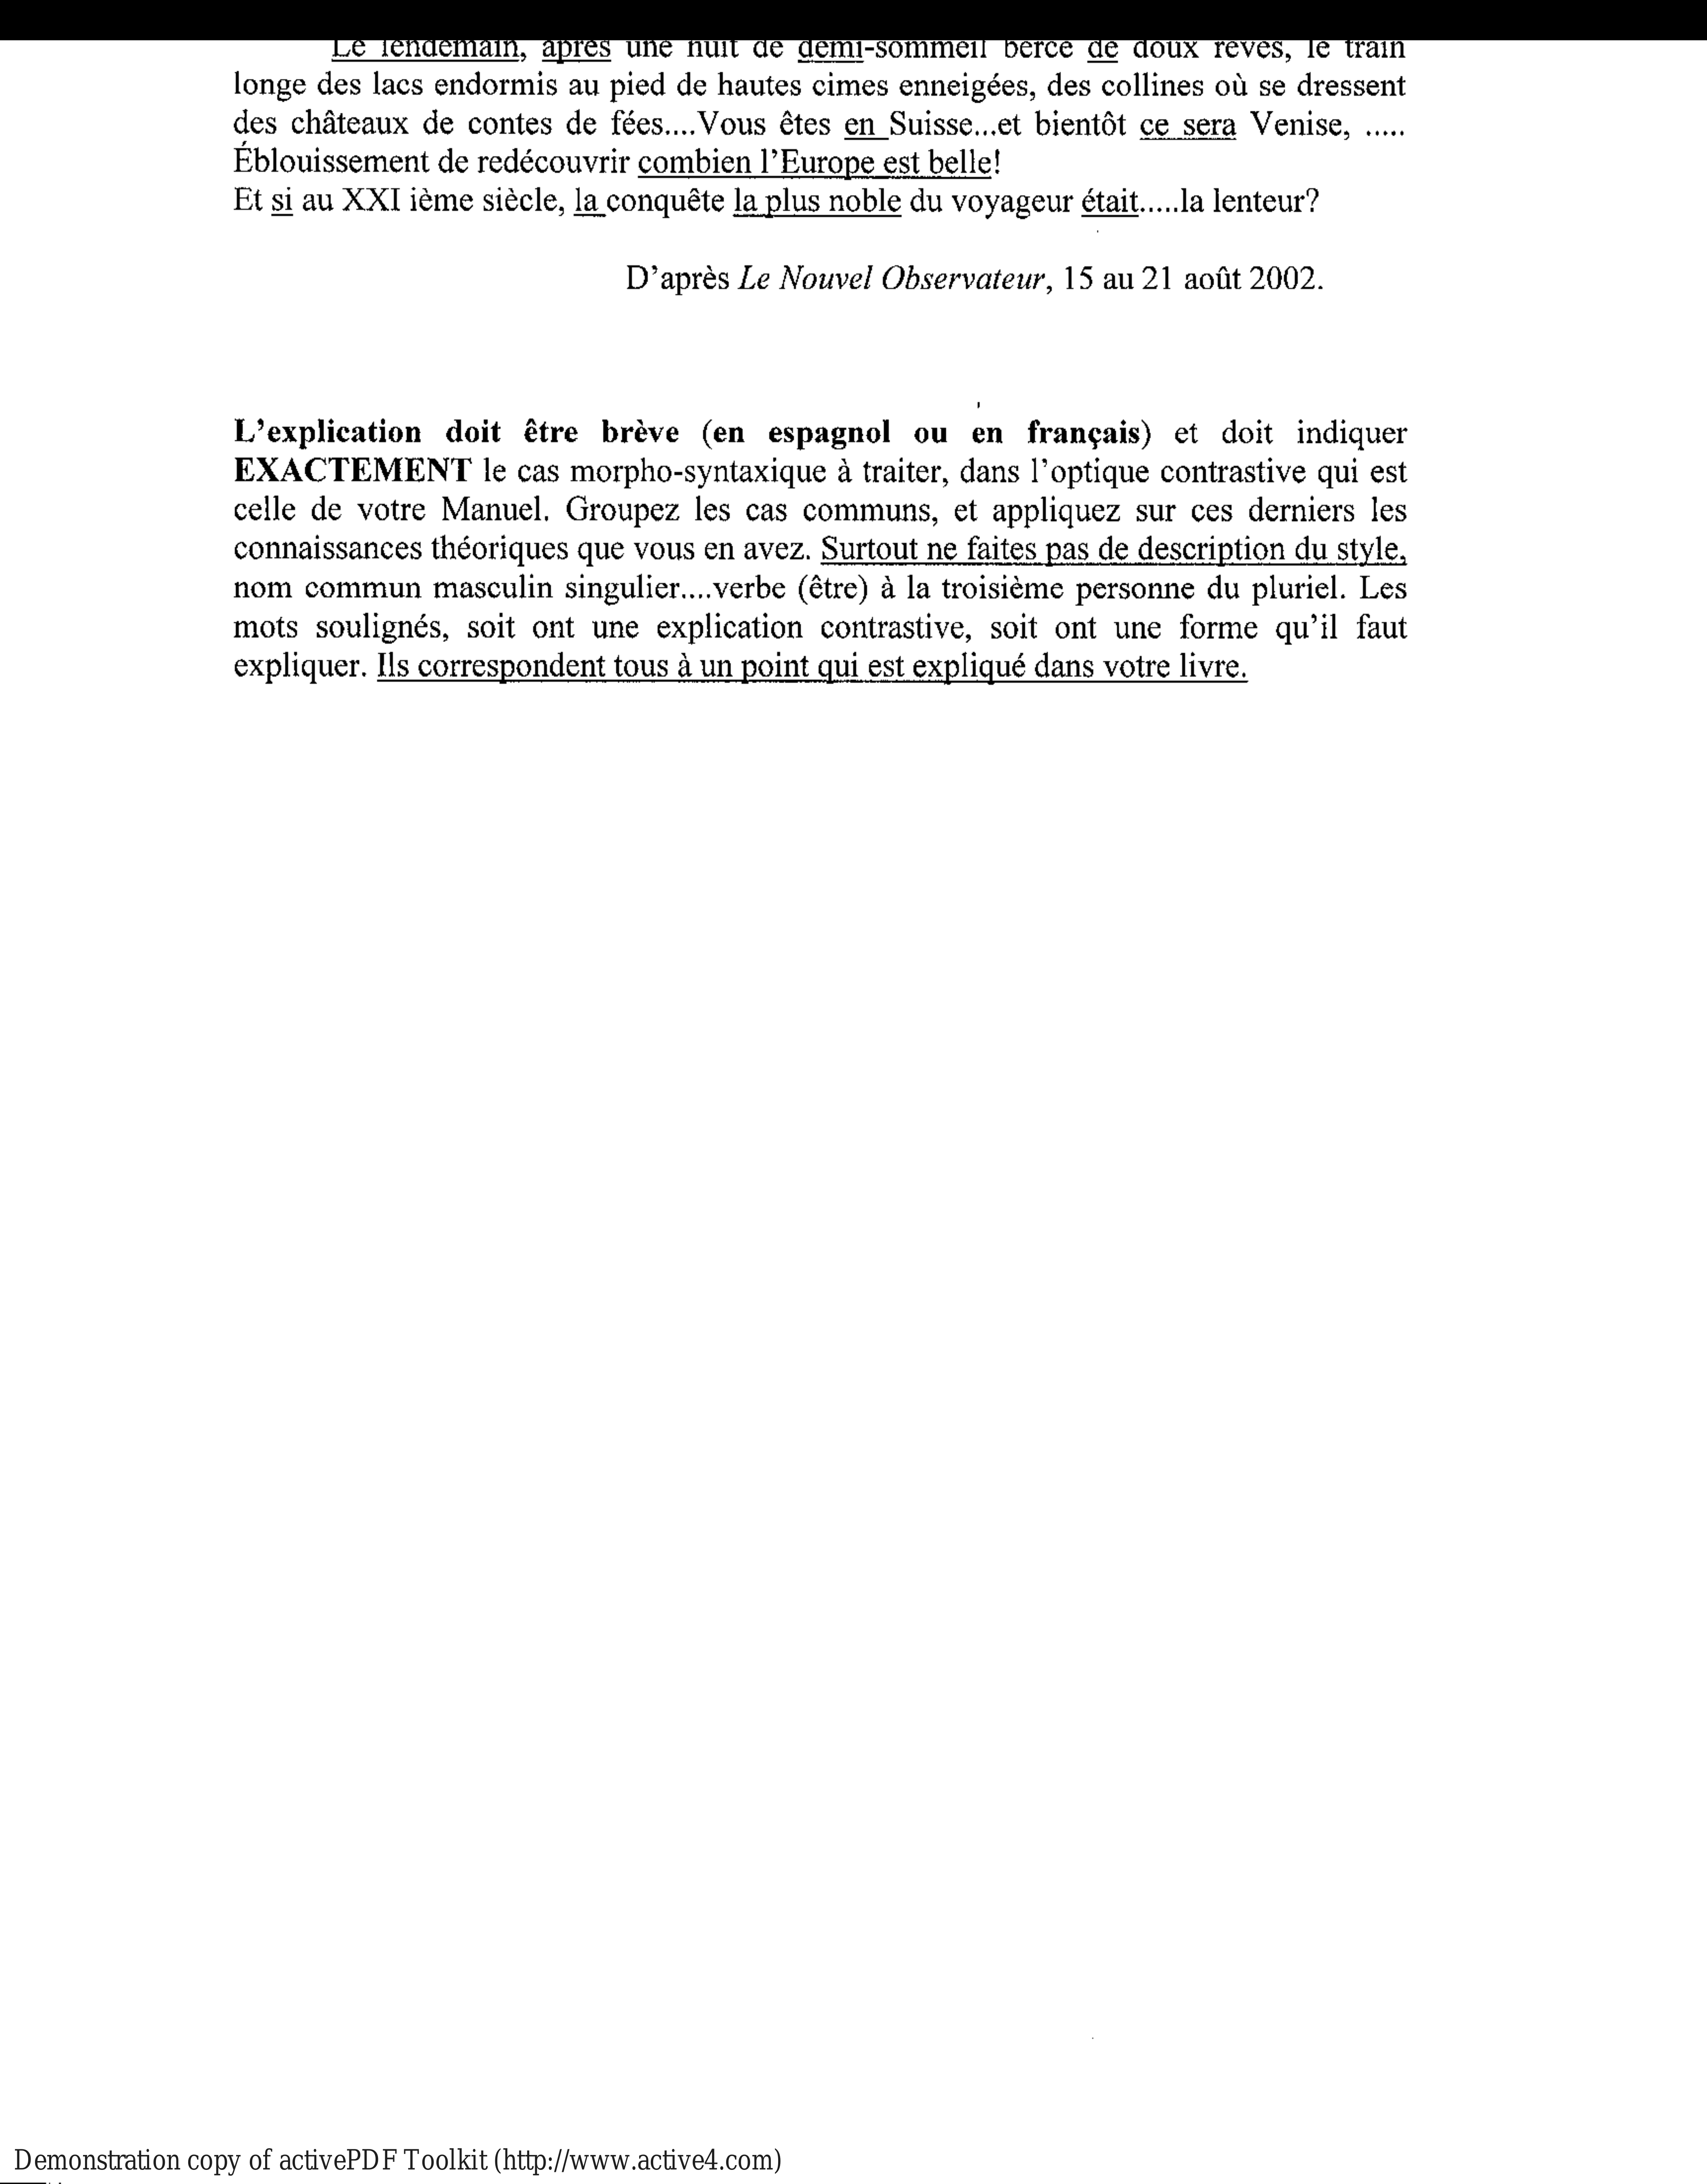 Le lendemain, après une nuit de demi-sommeil bercé de doux rêves, le train
longe des lacs endormis au pied de hautes cimes enneigées, des collines où se dressent
des châteaux de contes de fées....Vous êtes en Suisse...et bientôt ce sera Venise, .....
Éblouissement de redécouvrir combien l'Europe est belle!
Et si au XXI ième siècle, la conquête la plus noble du voyageur était.....la lenteur?
D'après Le Nouvel Observateur, 15 au 21 août 2002.
L'explication doit être brève (en espagnol ou en français) et doit indiquer
EXACTEMENT le cas morpho-syntaxique à traiter, dans l'optique contrastive qui est
celle de votre Manuel. Groupez les cas communs, et appliquez sur ces derniers les
connaissances théoriques que vous en avez. Surtout ne faites pas de description du style,
nom commun masculin singulier....verbe (être) à la troisième personne du pluriel. Les
mots soulignés, soit ont une explication contrastive, soit ont une forme qu'il faut
expliquer. Ils correspondent tous à un point qui est expliqué dans votre livre.
Demonstration copy of activePDF Toolkit (http://www.active4.com)